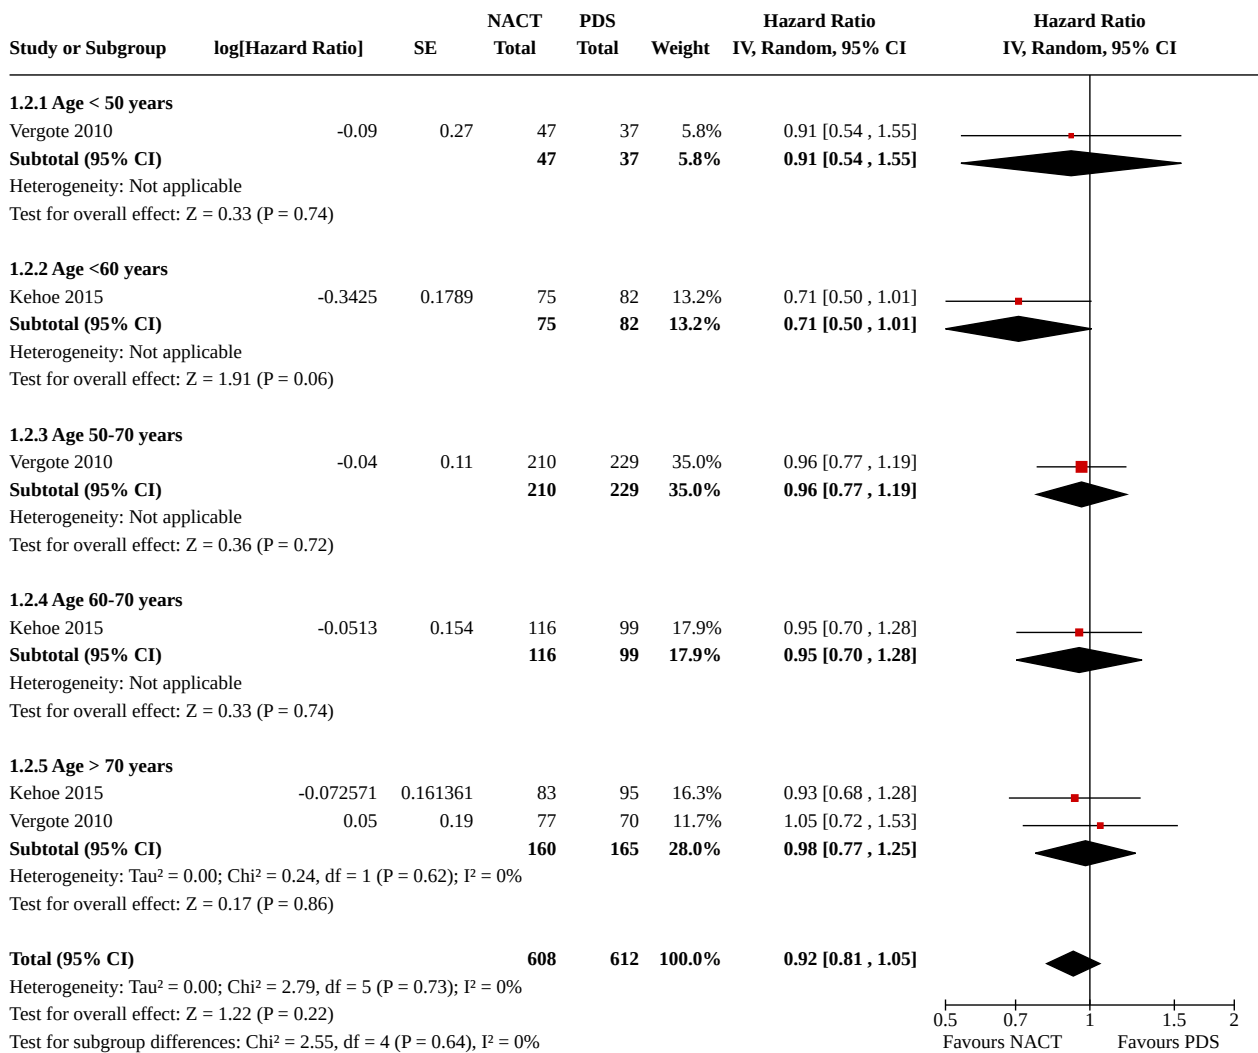 NACT PDS Hazard Ratio Hazard Ratio
Study or Subgroup log[Hazard Ratio] SE Total Total Weight IV, Random, 95% CI IV, Random, 95% CI
1.2.1 Age < 50 years
Vergote 2010 -0.09 0.27 47 37 5.8% 0.91 [0.54 , 1.55]
Subtotal (95% CI) 47 37 5.8% 0.91 [0.54 , 1.55]
Heterogeneity: Not applicable
Test for overall effect: Z = 0.33 (P = 0.74)
1.2.2 Age <60 years
Kehoe 2015 -0.3425 0.1789 75 82 13.2% 0.71 [0.50 , 1.01]
Subtotal (95% CI) 75 82 13.2% 0.71 [0.50 , 1.01]
Heterogeneity: Not applicable
Test for overall effect: Z = 1.91 (P = 0.06)
1.2.3 Age 50-70 years
Vergote 2010 -0.04 0.11 210 229 35.0% 0.96 [0.77 , 1.19]
Subtotal (95% CI) 210 229 35.0% 0.96 [0.77 , 1.19]
Heterogeneity: Not applicable
Test for overall effect: Z = 0.36 (P = 0.72)
1.2.4 Age 60-70 years
Kehoe 2015 -0.0513 0.154 116 99 17.9% 0.95 [0.70 , 1.28]
Subtotal (95% CI) 116 99 17.9% 0.95 [0.70 , 1.28]
Heterogeneity: Not applicable
Test for overall effect: Z = 0.33 (P = 0.74)
1.2.5 Age > 70 years
Kehoe 2015 -0.072571 0.161361 83 95 16.3% 0.93 [0.68 , 1.28]
Vergote 2010 0.05 0.19 77 70 11.7% 1.05 [0.72 , 1.53]
Subtotal (95% CI) 160 165 28.0% 0.98 [0.77 , 1.25]
Heterogeneity: Tau² = 0.00; Chi² = 0.24, df = 1 (P = 0.62); I² = 0%
Test for overall effect: Z = 0.17 (P = 0.86)
Total (95% CI) 608 612 100.0% 0.92 [0.81 , 1.05]
Heterogeneity: Tau² = 0.00; Chi² = 2.79, df = 5 (P = 0.73); I² = 0%
Test for overall effect: Z = 1.22 (P = 0.22) 0.5 0.7 1 1.5 2
Test for subgroup differences: Chi² = 2.55, df = 4 (P = 0.64), I² = 0% Favours NACT Favours PDS